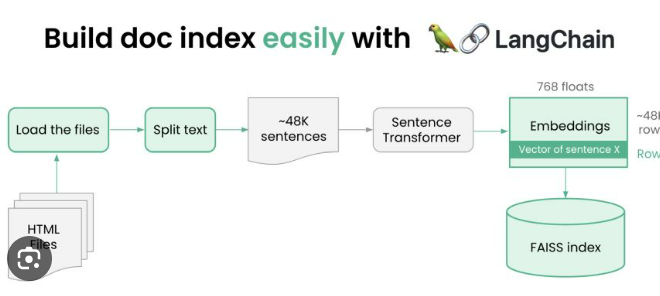 Build doc index easily with LangChain
768 floats
Load the files
Split text
~48K
sentences
Sentence
Transformer
Embeddings
Vector of sentence X
HTML
Files
FAISS index